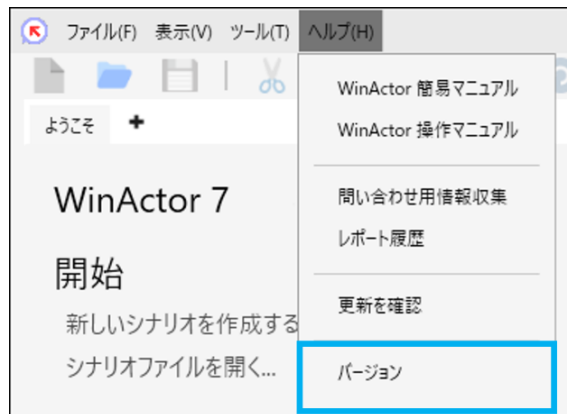 ファイル(F) 表示(V) ツール(T) ヘルプ(H)
WinActor 簡易マニュアル
WinActor 操作マニュアル
問い合わせ用情報収集
レポート履歴
更新を確認
バージョン
ようこそ
WinActor 7
開始
新しいシナリオを作成する
シナリオファイルを開く...